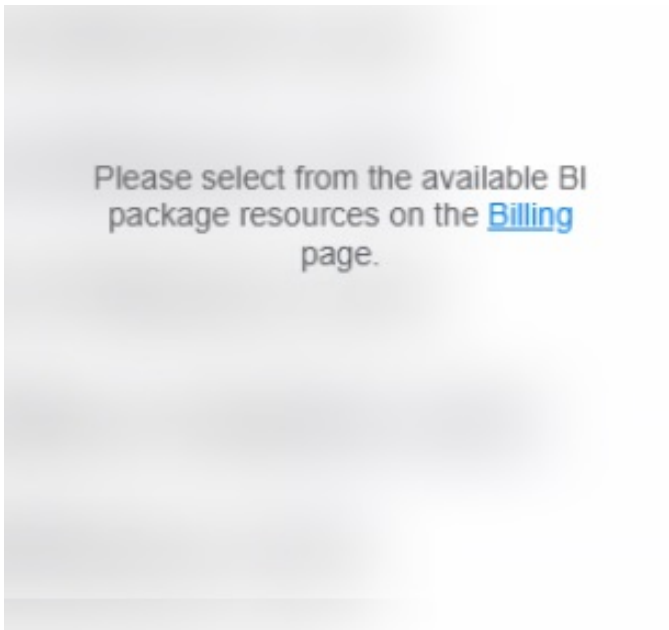 Please select from the available BI
package resources on the Billing
page.